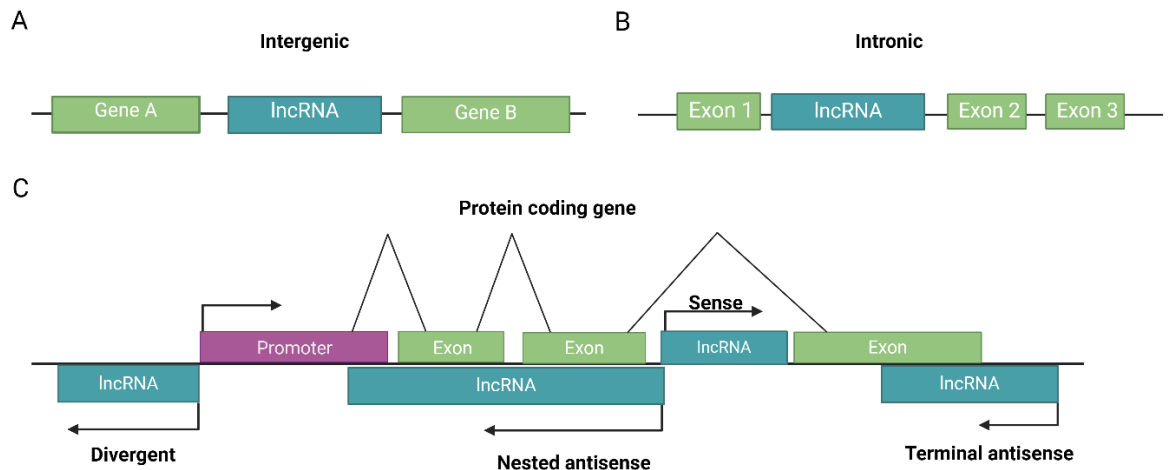 A
Intergenic
Gene A
lncRNA
Gene B
B
Intronic
Exon 1
lncRNA
Exon 2
Exon 3
C
Protein coding gene
Sense
Promoter
Exon
Exon
lncRNA
Exon
lncRNA
lncRNA
lncRNA
Divergent
Nested antisense
Terminal antisense